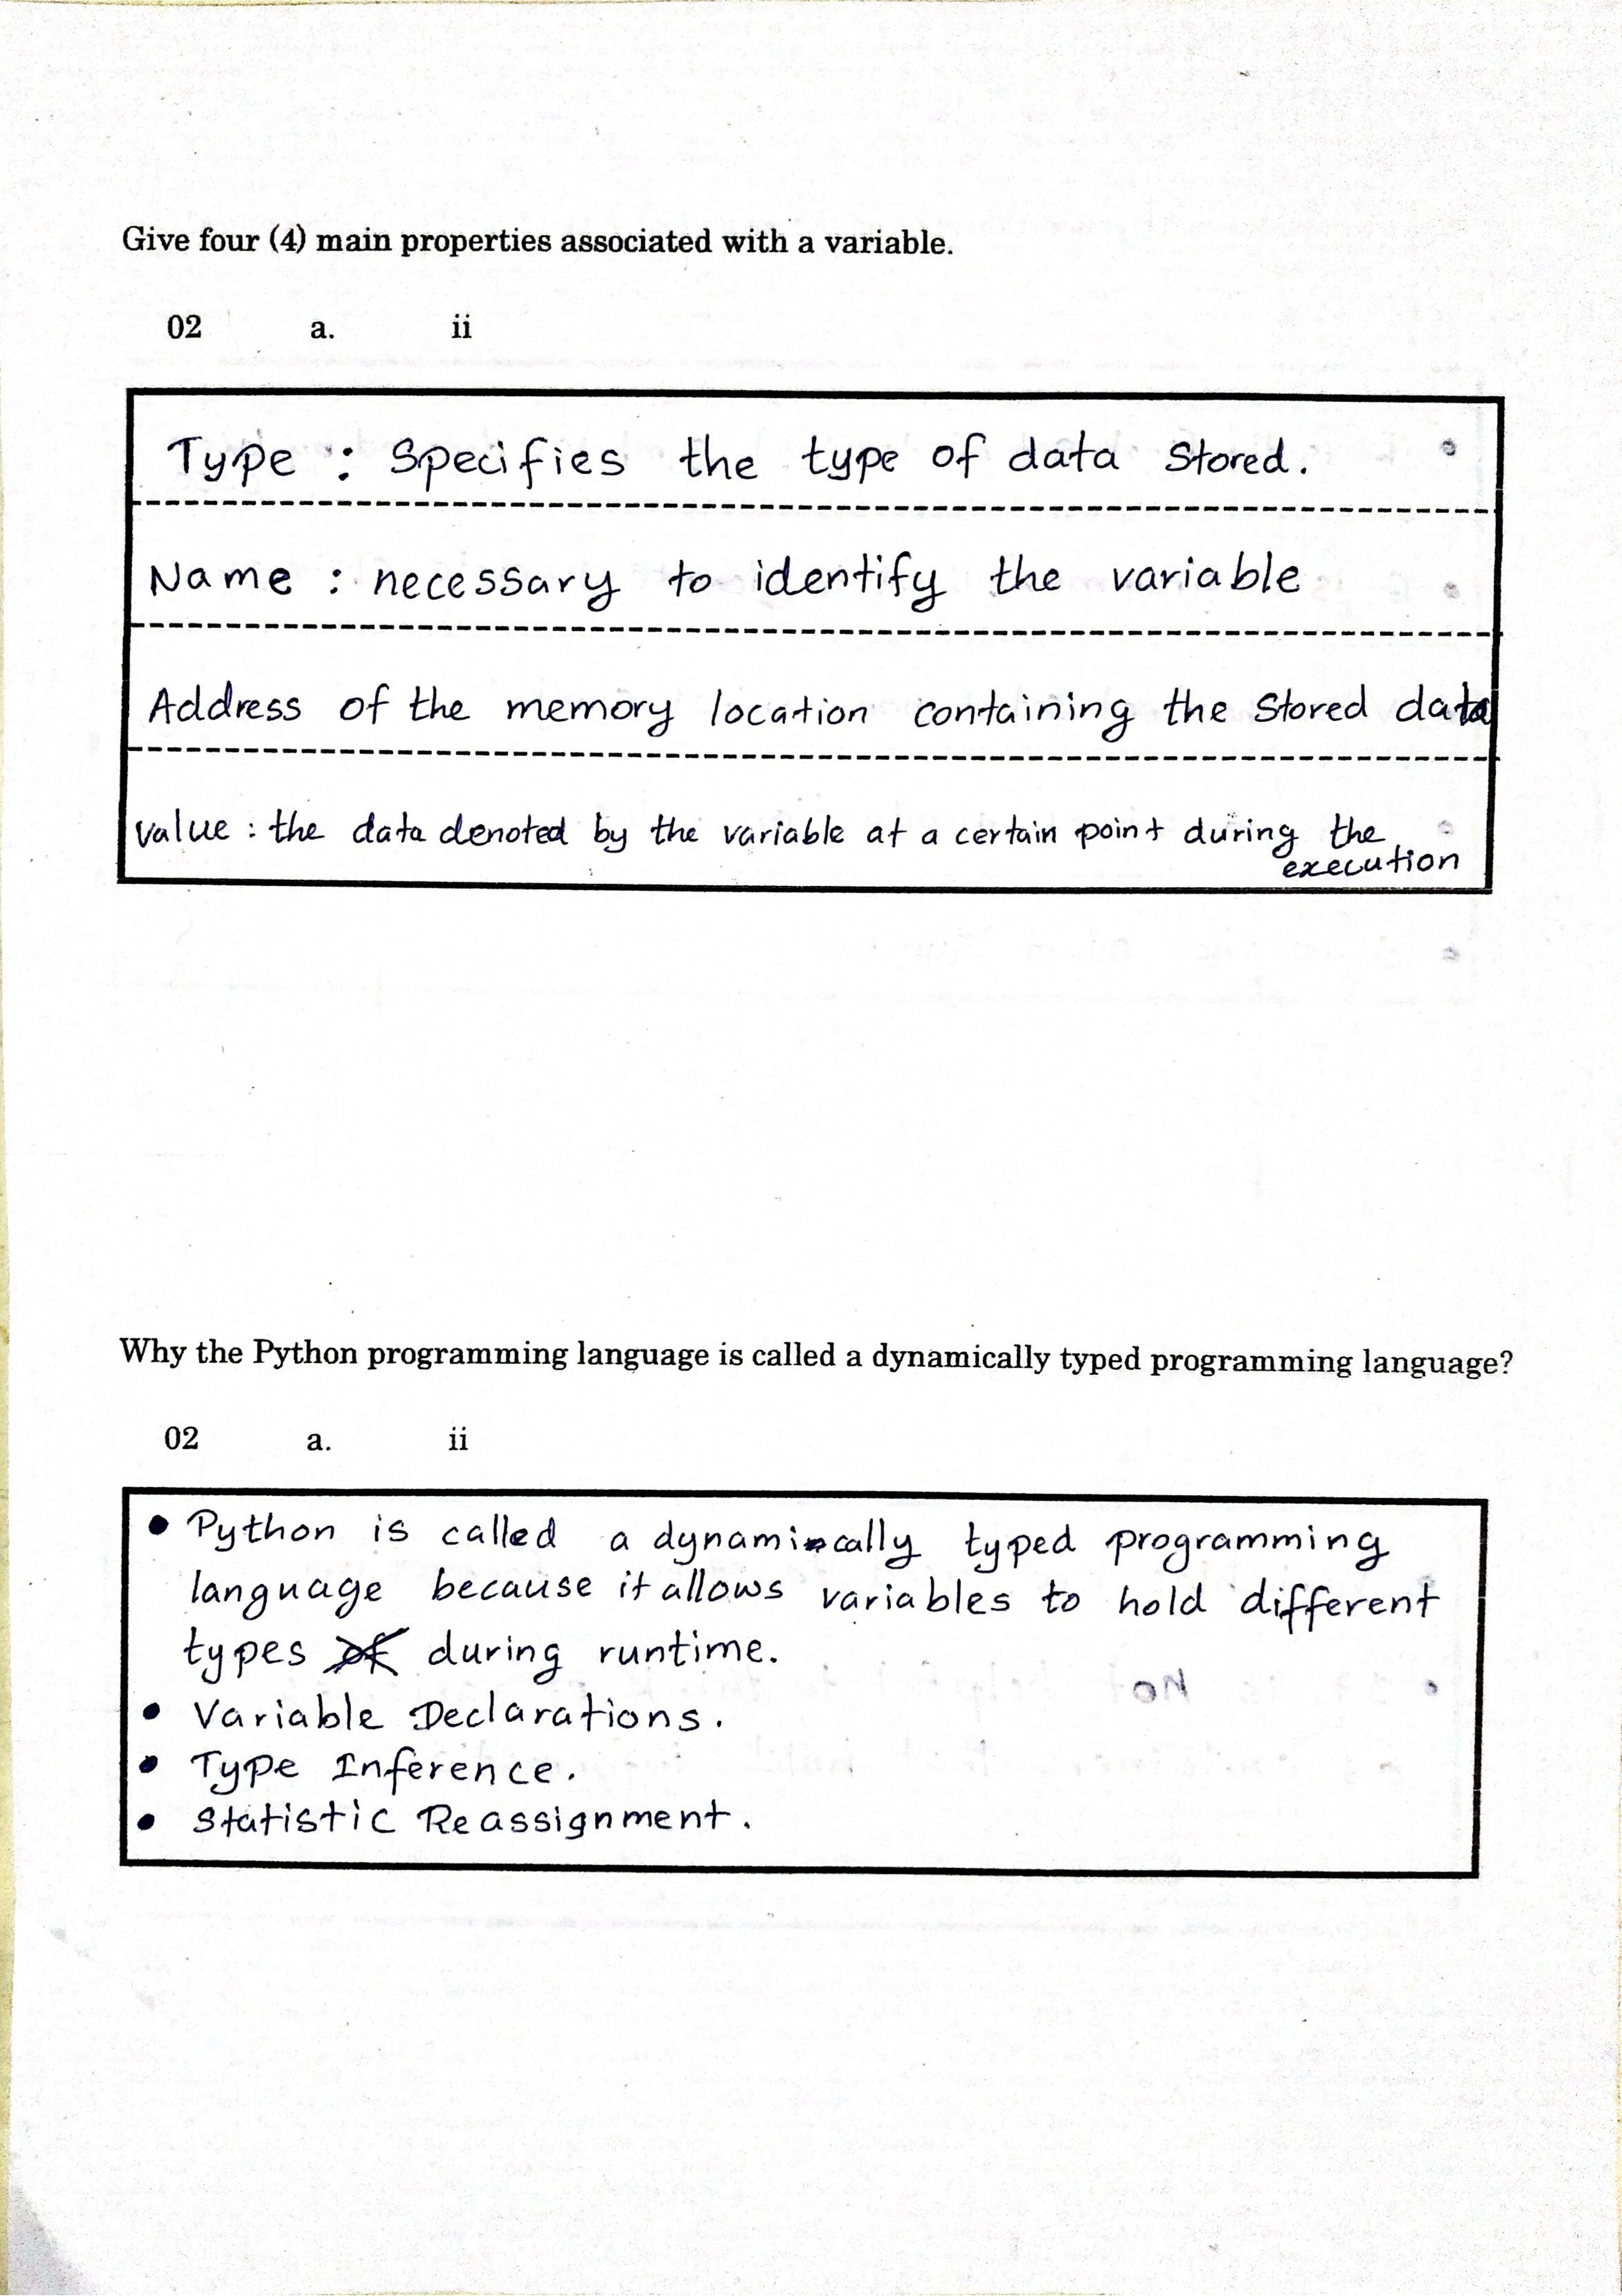 Give four (4) main properties associated with a variable.
02 a. ii
Type : Specifies the type of data Stored.
Name : necessary to identify the variable
Address of the memory location containing the Stored data
value : the data denoted by the variable at a certain point during the
execution
Why the Python programming language is called a dynamically typed programming language?
02 a. ii
• Python is called a dynamically typed programming
language because it allows variables to hold different
types of during runtime.
• Variable Declarations.
• Type Inference.
• Statistic Reassignment.